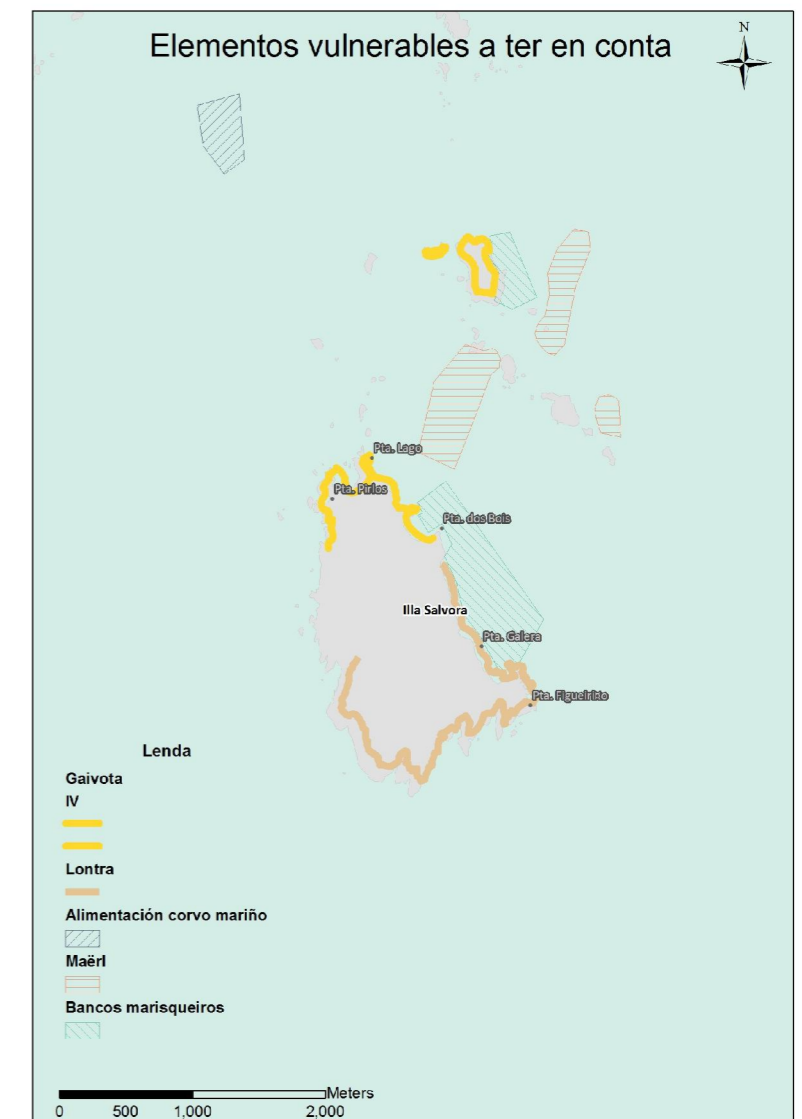 Elementos vulnerables a ter en conta
N
Pta. Lago
Pta. Pirlos
Pta. dos Bois
Illa Salvora
Pta. Galera
Pta. Figueirido
Lenda
Gaivota
IV
Lontra
Alimentación corvo mariño
Maërl
Bancos marisqueiros
Meters
0 500 1,000 2,000